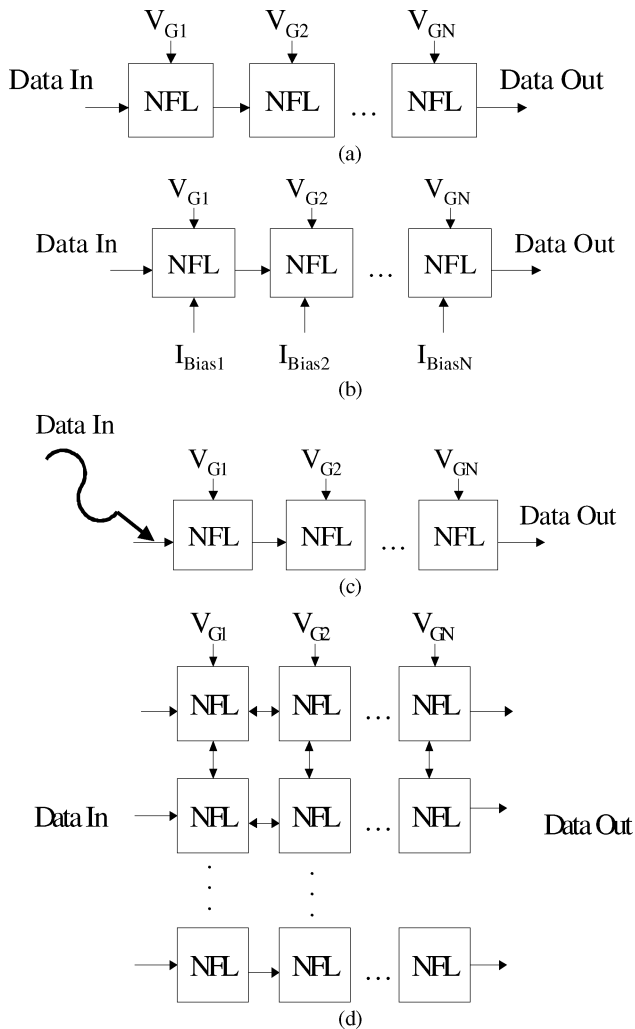 V_G1 V_G2 V_GN
Data In NFL NFL ... NFL Data Out
(a)
V_G1 V_G2 V_GN
Data In NFL NFL ... NFL Data Out
I_Bias1 I_Bias2 I_BiasN
(b)
Data In
V_G1 V_G2 V_GN
NFL NFL ... NFL Data Out
(c)
V_G1 V_G2 V_GN
NFL NFL ... NFL
Data In NFL NFL ... NFL Data Out
NFL NFL ... NFL
(d)